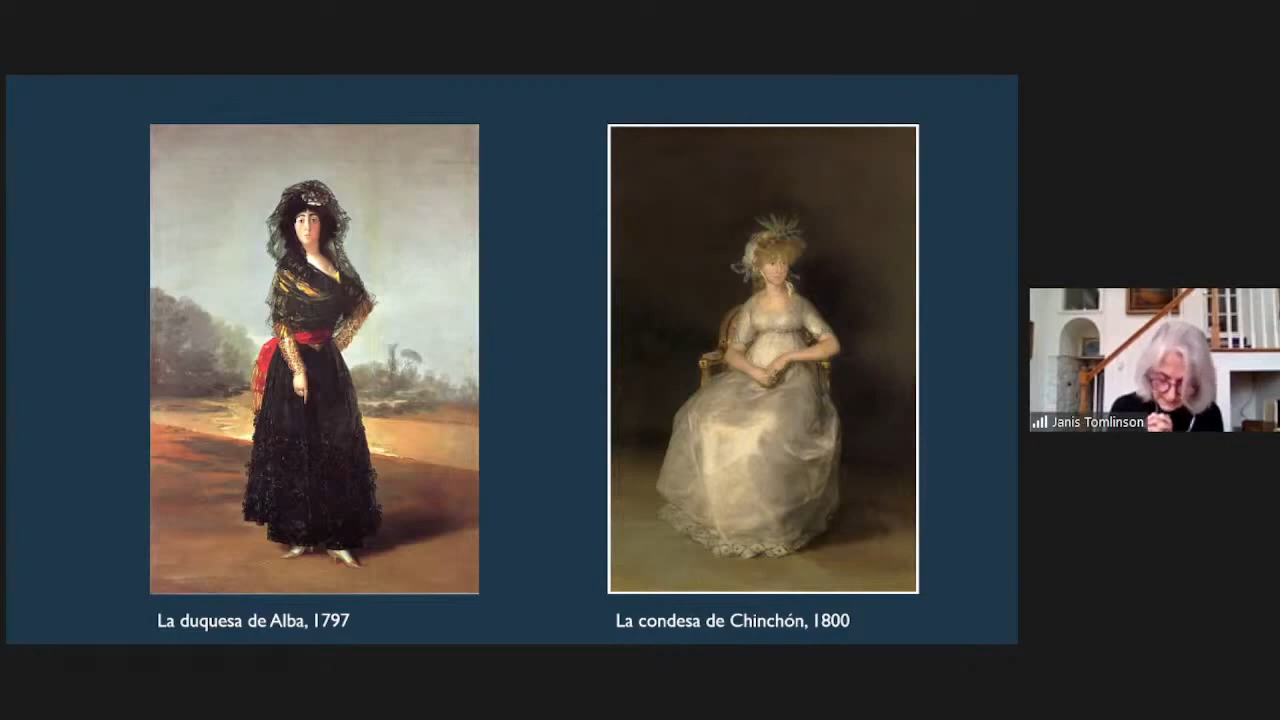 La duquesa de Alba, 1797
La condesa de Chinchón, 1800
Janis Tomlinson